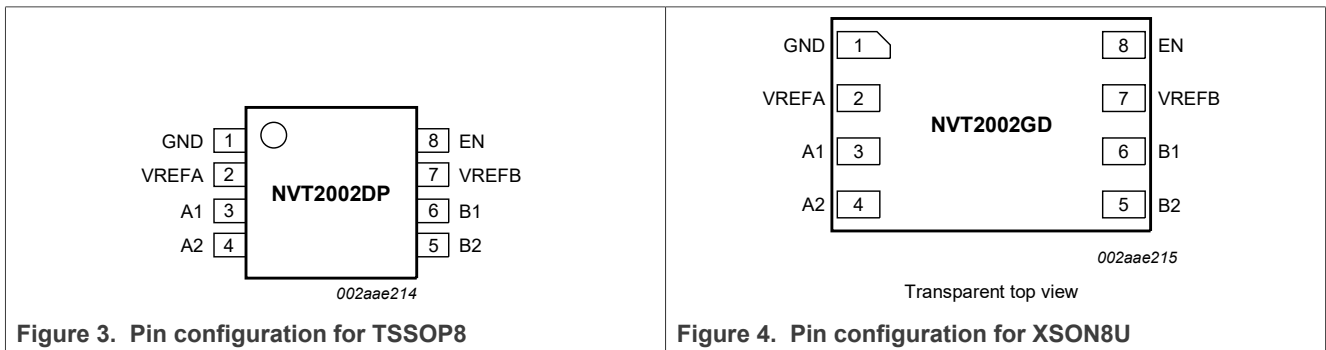 GND 1 8 EN
VREFA 2 7 VREFB
NVT2002DP
A1 3 6 B1
A2 4 5 B2
002aae214
Figure 3. Pin configuration for TSSOP8
GND 1 8 EN
VREFA 2 7 VREFB
NVT2002GD
A1 3 6 B1
A2 4 5 B2
002aae215
Transparent top view
Figure 4. Pin configuration for XSON8U